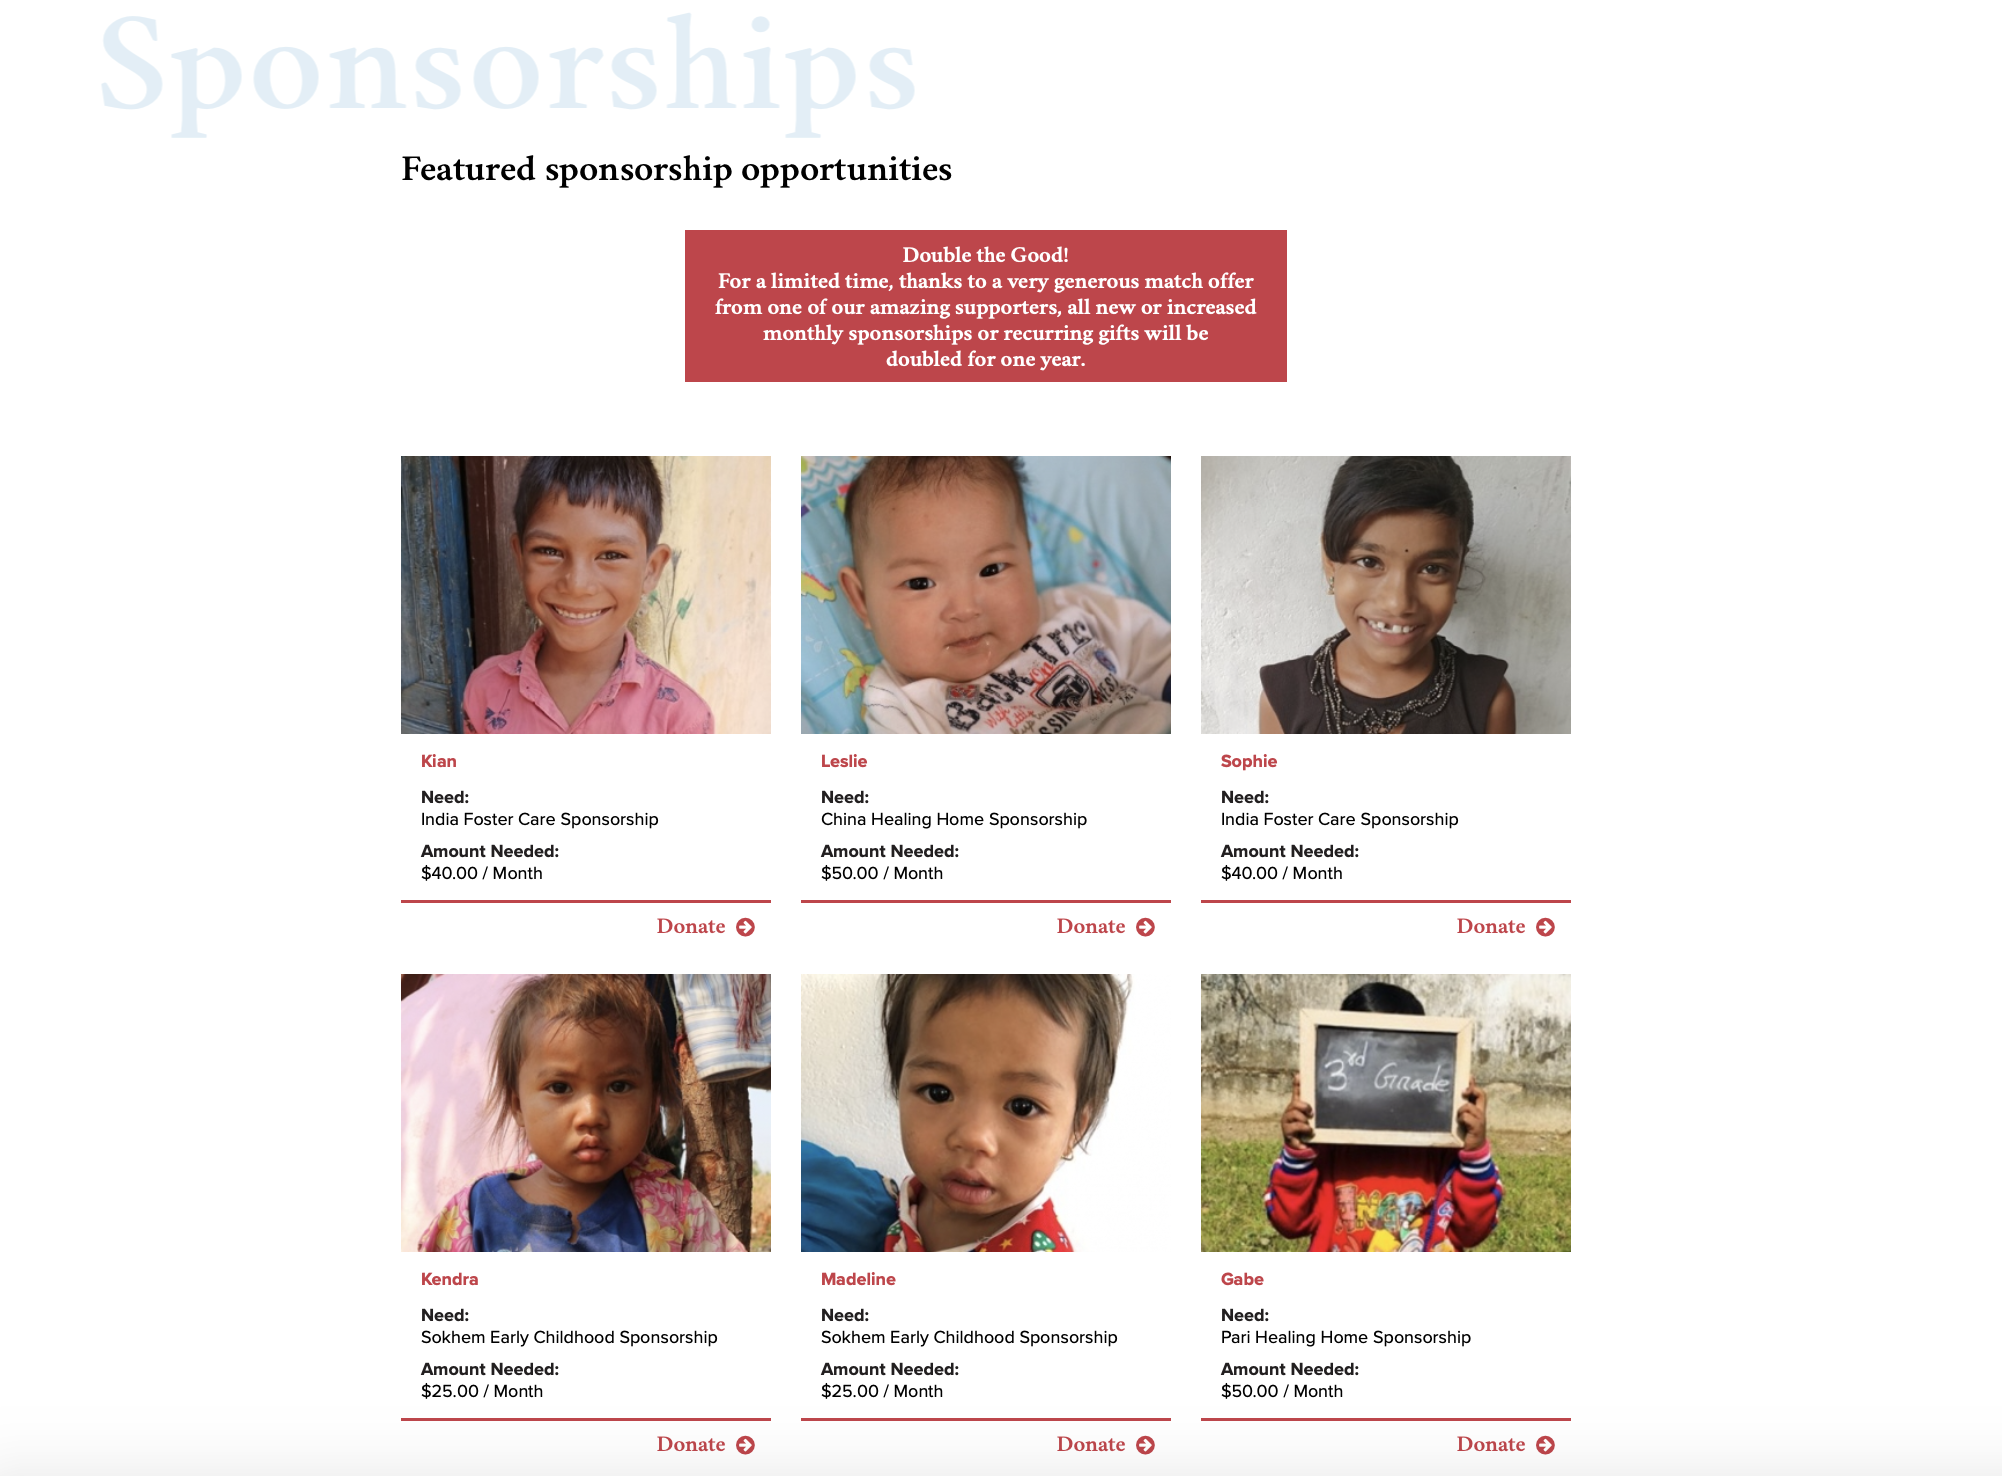 Sponsorships
Featured sponsorship opportunities
Double the Good!
For a limited time, thanks to a very generous match offer
from one of our amazing supporters, all new or increased
monthly sponsorships or recurring gifts will be
doubled for one year.
Back
On
Kian
Need:
India Foster Care Sponsorship
Amount Needed:
$40.00 / Month
Donate
Leslie
Need:
China Healing Home Sponsorship
Amount Needed:
$50.00 / Month
Donate
Sophie
Need:
India Foster Care Sponsorship
Amount Needed:
$40.00 / Month
Donate
3rd Grade
Kendra
Need:
Sokhem Early Childhood Sponsorship
Amount Needed:
$25.00 / Month
Donate
Madeline
Need:
Sokhem Early Childhood Sponsorship
Amount Needed:
$25.00 / Month
Donate
Gabe
Need:
Pari Healing Home Sponsorship
Amount Needed:
$50.00 / Month
Donate